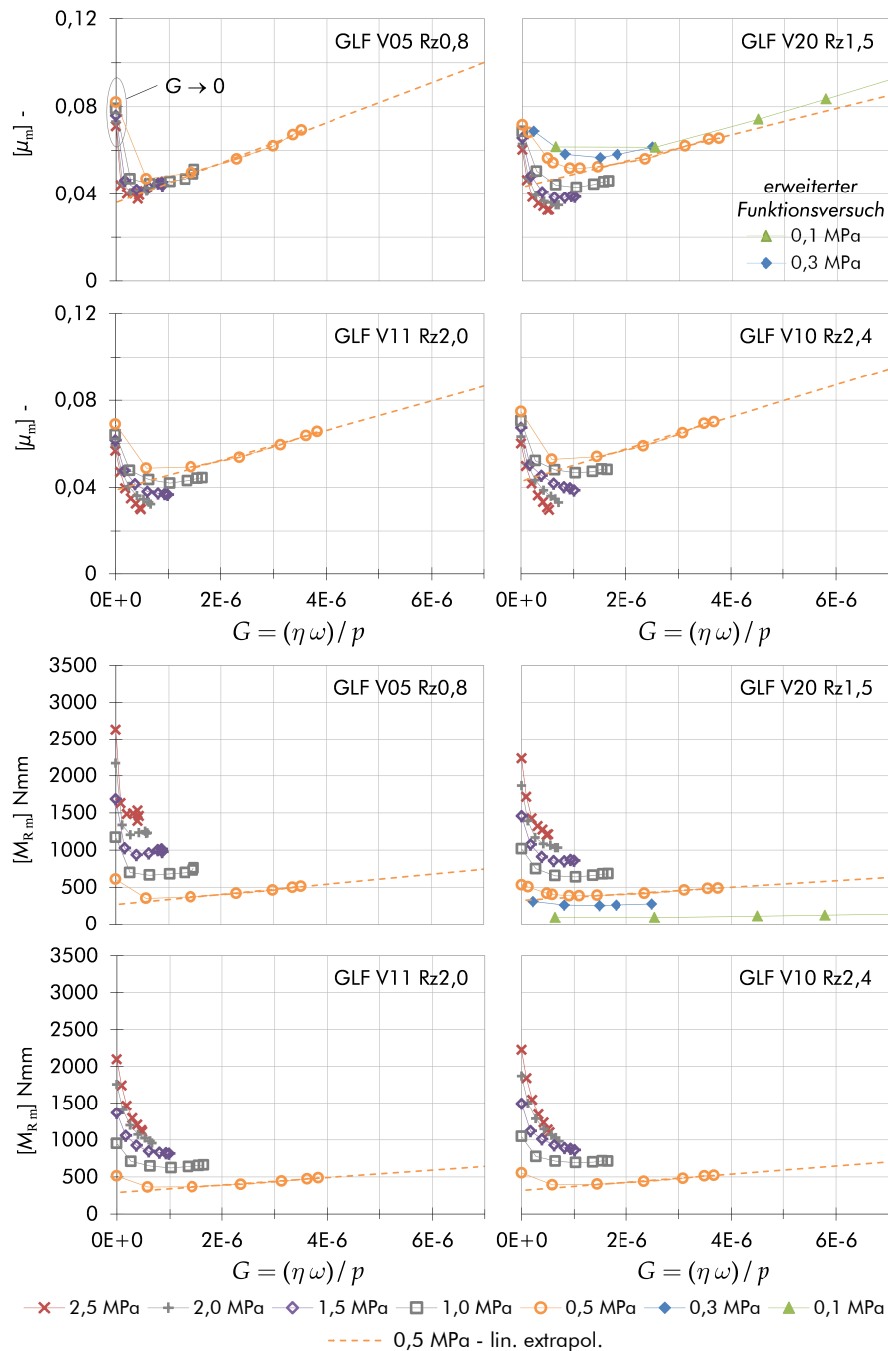 0,12
GLF V05 Rz0,8
GLF V20 Rz1,5
G → 0
0,08
[μm] -
0,04
erweiterter
Funktionsversuch
0,1 MPa
0,3 MPa
0
0,12
GLF V11 Rz2,0
GLF V10 Rz2,4
0,08
[μm] -
0,04
0
0E+0 2E-6 4E-6 6E-6 0E+0 2E-6 4E-6 6E-6
G = (η ω) / p G = (η ω) / p
3500
GLF V05 Rz0,8
GLF V20 Rz1,5
3000
2500
2000
[MR m] Nmm
1500
1000
500
0
3500
GLF V11 Rz2,0
GLF V10 Rz2,4
3000
2500
2000
[MR m] Nmm
1500
1000
500
0
0E+0 2E-6 4E-6 6E-6 0E+0 2E-6 4E-6 6E-6
G = (η ω) / p G = (η ω) / p
2,5 MPa 2,0 MPa 1,5 MPa 1,0 MPa 0,5 MPa 0,3 MPa 0,1 MPa
0,5 MPa - lin. extrapol.